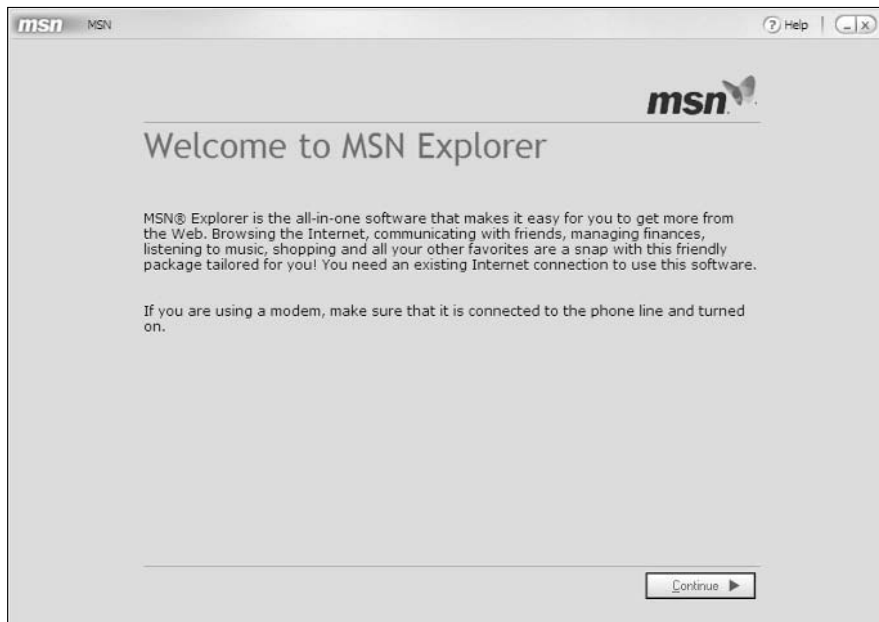 msn MSN Help
msn
Welcome to MSN Explorer
MSN® Explorer is the all-in-one software that makes it easy for you to get more from
the Web. Browsing the Internet, communicating with friends, managing finances,
listening to music, shopping and all your other favorites are a snap with this friendly
package tailored for you! You need an existing Internet connection to use this software.
If you are using a modem, make sure that it is connected to the phone line and turned
on.
Continue